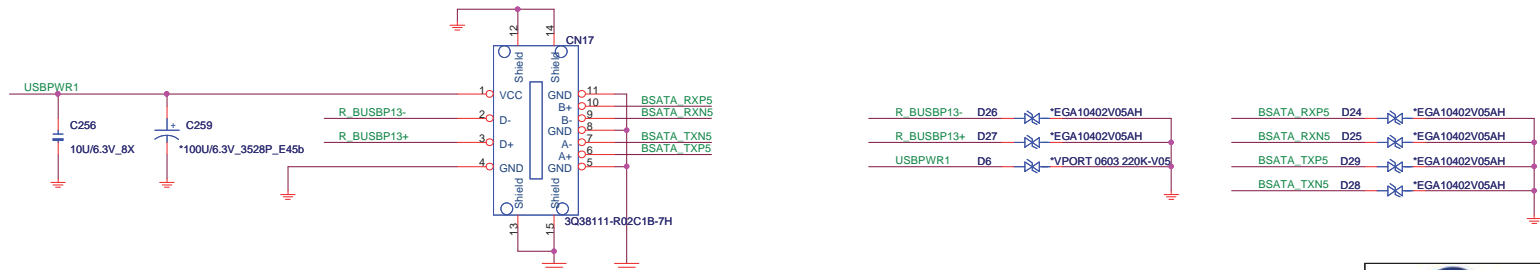 12
14
CN17
Shield
Shield
USBPWR1
1
VCC
GND
11
B+
10
BSATA_RXP5
R_BUSBP13-
2
D-
B-
9
BSATA_RXN5
GND
8
R_BUSBP13+
3
D+
A-
7
BSATA_TXN5
A+
6
BSATA_TXP5
4
GND
GND
5
C256
10U/6.3V_8X
+
C259
*100U/6.3V_3528P_E45b
Shield
Shield
3Q38111-R02C1B-7H
13
15
R_BUSBP13- D26 *EGA10402V05AH
R_BUSBP13+ D27 *EGA10402V05AH
USBPWR1 D6 *VPORT 0603 220K-V05
BSATA_RXP5 D24 *EGA10402V05AH
BSATA_RXN5 D25 *EGA10402V05AH
BSATA_TXP5 D29 *EGA10402V05AH
BSATA_TXN5 D28 *EGA10402V05AH